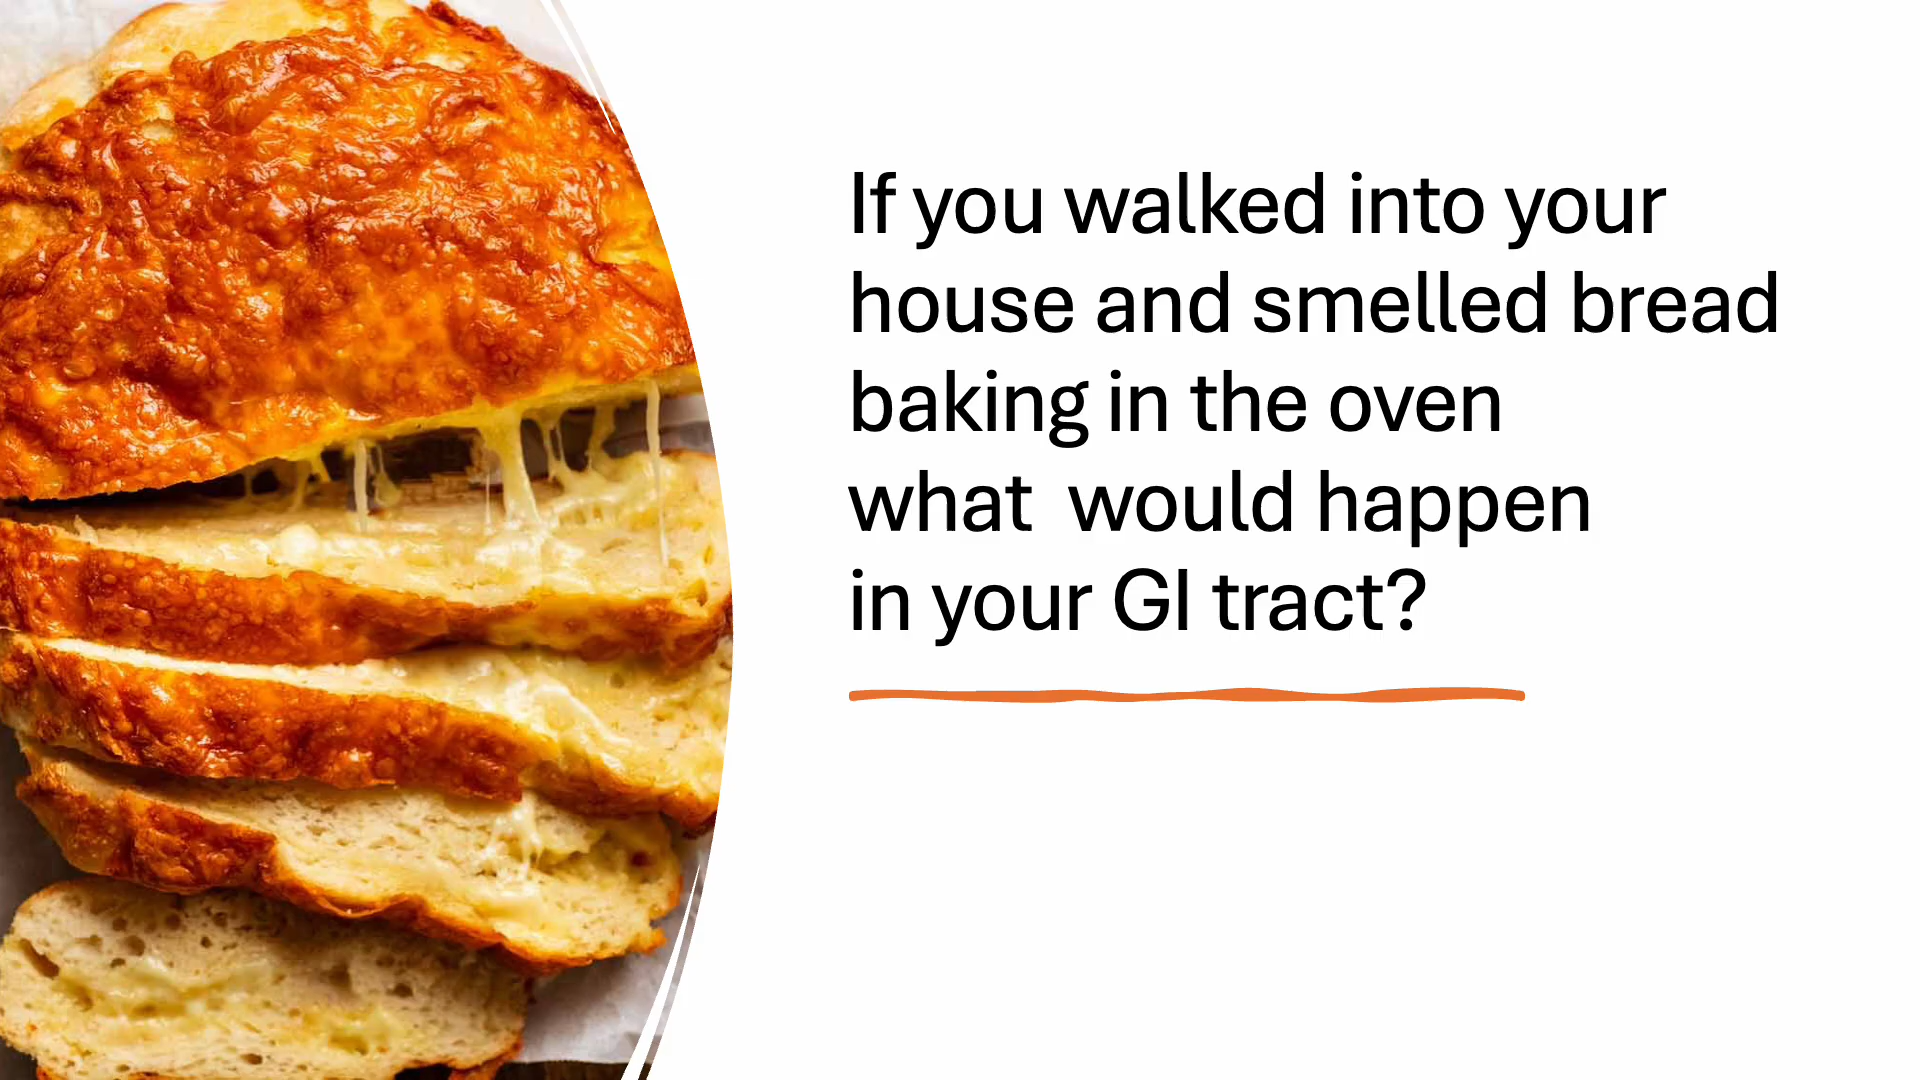 If you walked into your
house and smelled bread
baking in the oven
what  would happen
in your GI tract?